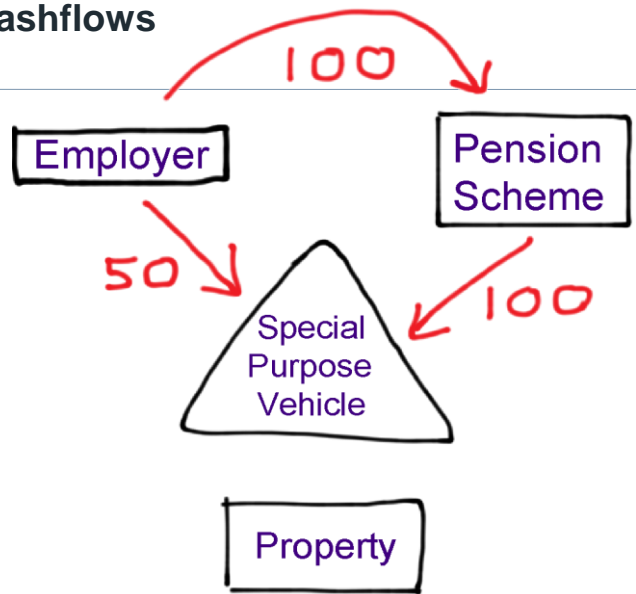 ashflows
100
Employer
Pension
Scheme
50
100
Special
Purpose
Vehicle
Property